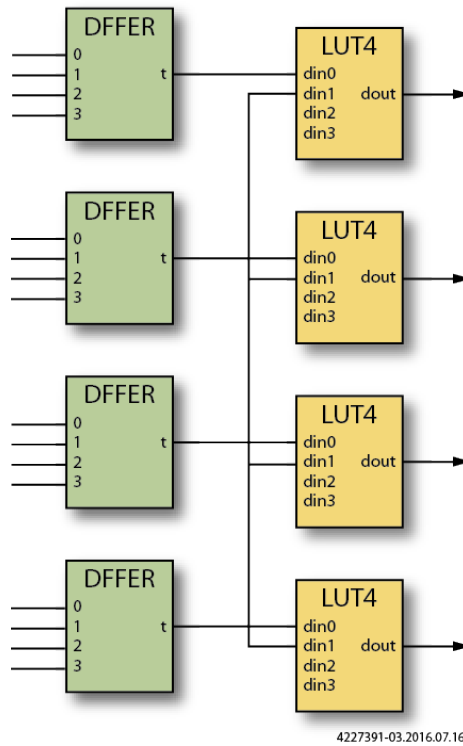 DFFER
0
1 t
2
3
LUT4
din0
din1 dout
din2
din3
DFFER
0
1 t
2
3
LUT4
din0
din1 dout
din2
din3
DFFER
0
1 t
2
3
LUT4
din0
din1 dout
din2
din3
DFFER
0
1 t
2
3
LUT4
din0
din1 dout
din2
din3
4227391-03.2016.07.16